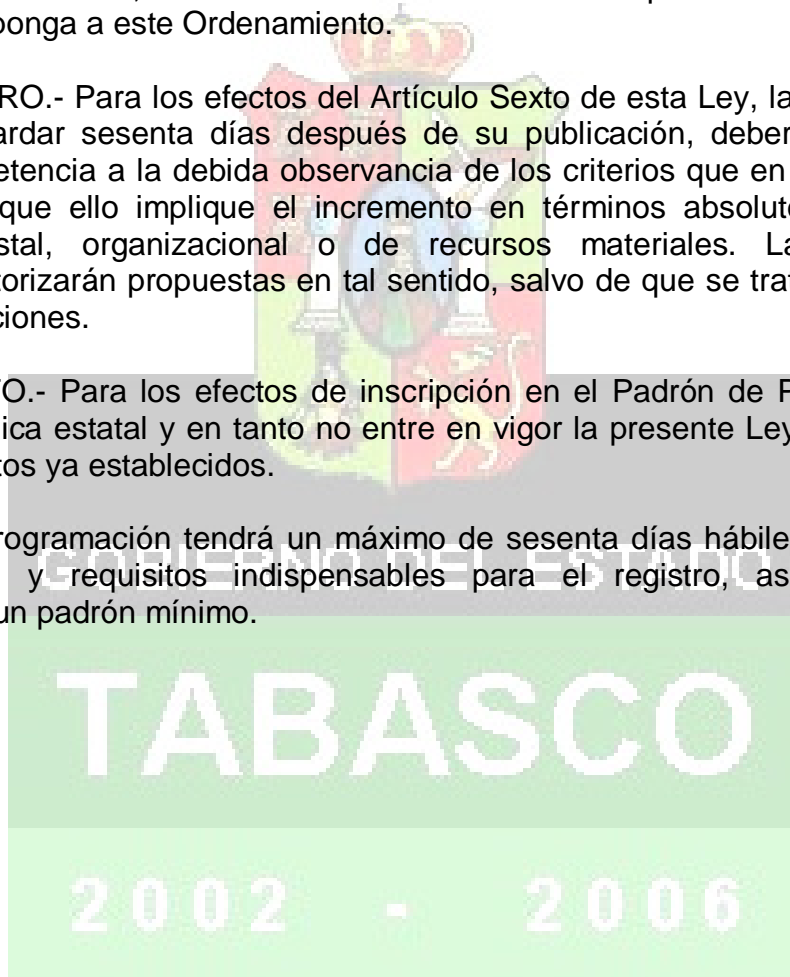 ponga a este Ordenamiento.
RO.- Para los efectos del Artículo Sexto de esta Ley, la
ardar sesenta días después de su publicación, deber
etencia a la debida observancia de los criterios que en
que ello implique el incremento en términos absolut
stal, organizacional o de recursos materiales. La
torizarán propuestas en tal sentido, salvo de que se trat
ciones.
O.- Para los efectos de inscripción en el Padrón de P
ica estatal y en tanto no entre en vigor la presente Ley
tos ya establecidos.
rogramación tendrá un máximo de sesenta días hábile
y requisitos indispensables para el registro, as
un padrón mínimo.
GOBIERNO DEL ESTADO
TABASCO
2002 - 2006